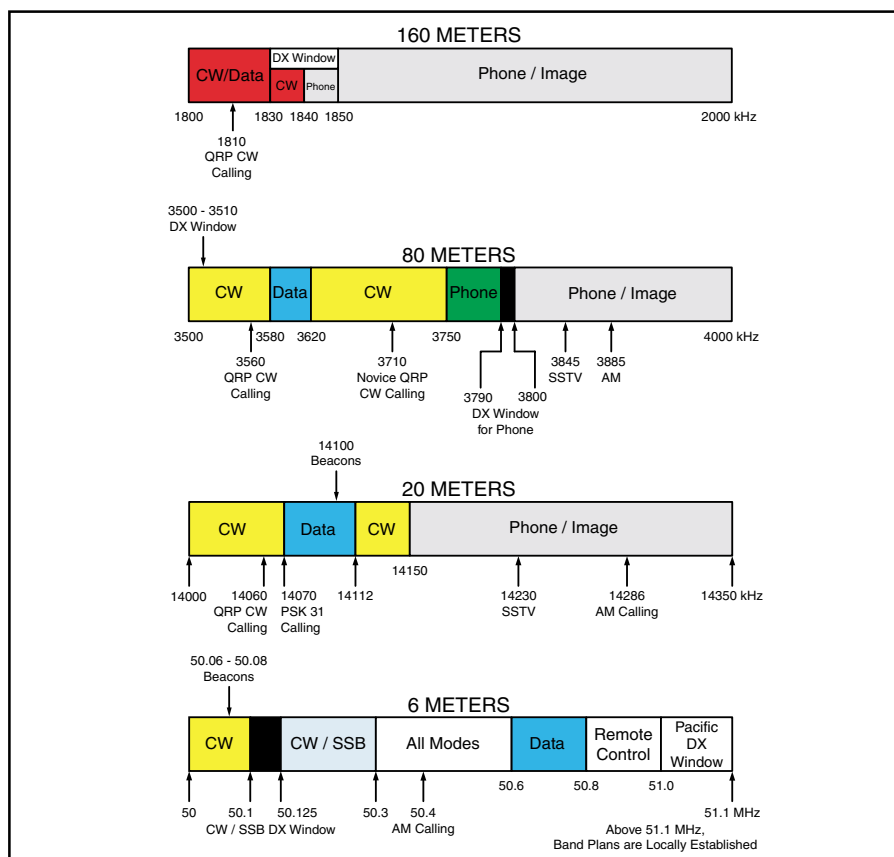 160 METERS
CW/Data
DX Window
CW
Phone
Phone / Image
1800
1830
1840
1850
2000 kHz
1810
QRP CW
Calling
3500 - 3510
DX Window
80 METERS
CW
Data
CW
Phone
Phone / Image
3500
3580
3620
3750
4000 kHz
3560
QRP CW
Calling
3710
Novice QRP
CW Calling
3790
3800
DX Window
for Phone
3845
SSTV
3885
AM
14100
Beacons
20 METERS
CW
Data
CW
Phone / Image
14150
14000
14060
QRP CW
Calling
14070
PSK 31
Calling
14112
14230
SSTV
14286
AM Calling
14350 kHz
50.06 - 50.08
Beacons
6 METERS
CW
CW / SSB
All Modes
Data
Remote
Control
Pacific
DX
Window
50
50.1
50.125
50.3
50.4
50.6
50.8
51.0
51.1 MHz
CW / SSB DX Window
AM Calling
Above 51.1 MHz,
Band Plans are Locally Established